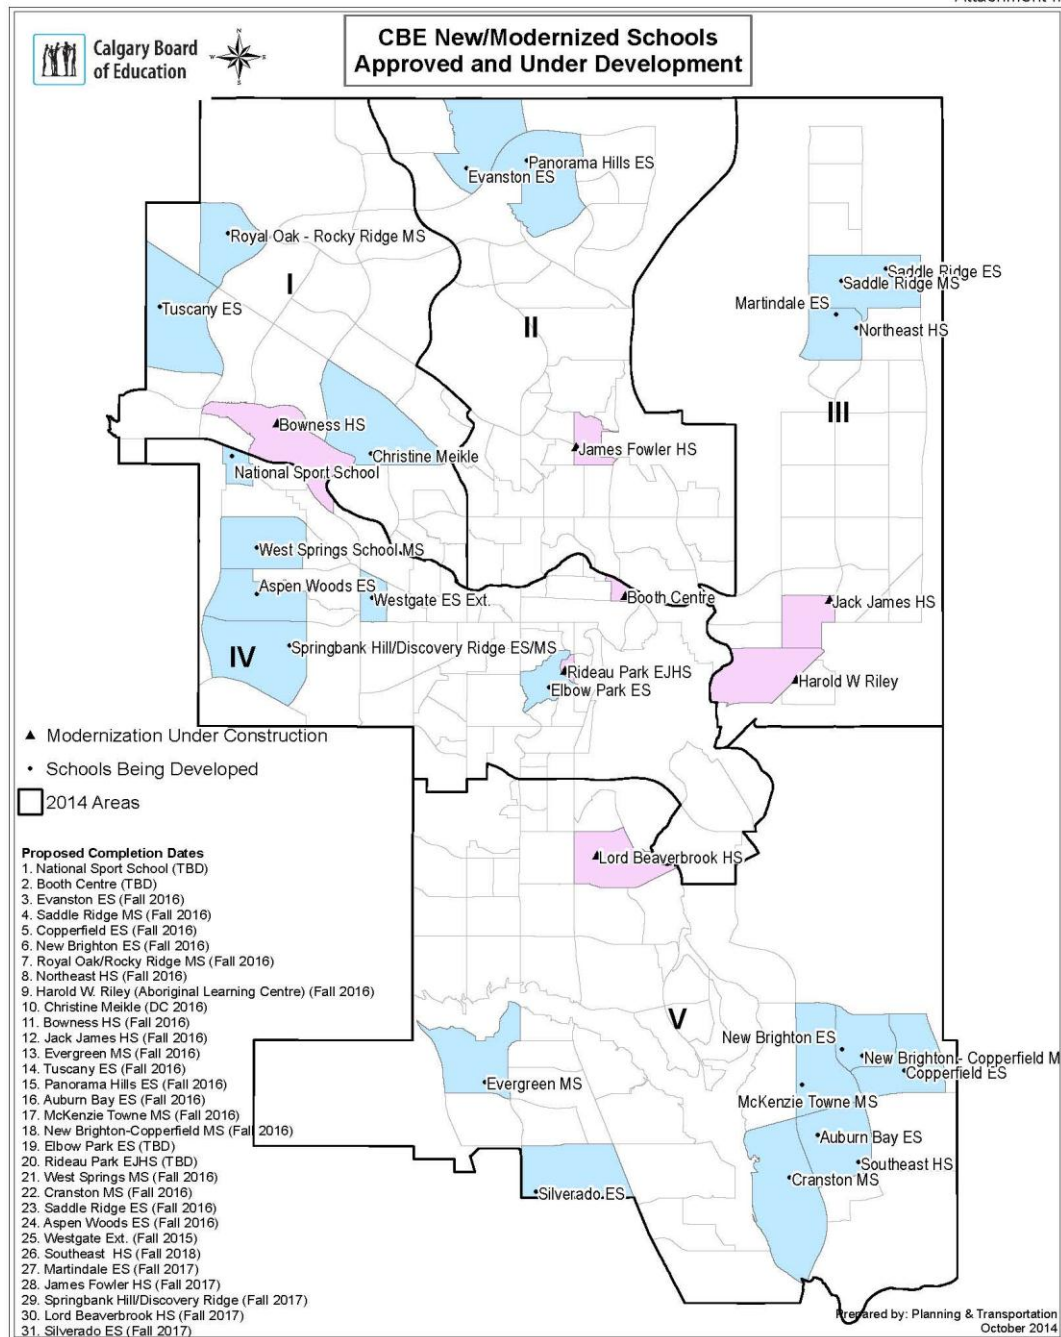 Calgary Board
of Education
N
W
E
S
CBE New/Modernized Schools
Approved and Under Development
Panorama Hills ES
Evanston ES
Royal Oak - Rocky Ridge MS
I
Saddle Ridge ES
Saddle Ridge MS
Tuscany ES
Martindale ES
II
Northeast HS
III
Bowness HS
James Fowler HS
Christine Meikle
National Sport School
West Springs School MS
Aspen Woods ES
Westgate ES Ext.
Booth Centre
Jack James HS
Springbank Hill/Discovery Ridge ES/MS
IV
Rideau Park EJHS
Harold W Riley
Elbow Park ES
Modernization Under Construction
Schools Being Developed
2014 Areas
Lord Beaverbrook HS
V
New Brighton ES
New Brighton - Copperfield M
Copperfield ES
Evergreen MS
McKenzie Towne MS
Auburn Bay ES
Southeast HS
Cranston MS
Silverado ES
Proposed Completion Dates
1. National Sport School (TBD)
2. Booth Centre (TBD)
3. Evanston ES (Fall 2016)
4. Saddle Ridge MS (Fall 2016)
5. Copperfield ES (Fall 2016)
6. New Brighton ES (Fall 2016)
7. Royal Oak/Rocky Ridge MS (Fall 2016)
8. Northeast HS (Fall 2016)
9. Harold W. Riley (Aboriginal Learning Centre) (Fall 2016)
10. Christine Meikle (DC 2016)
11. Bowness HS (Fall 2016)
12. Jack James HS (Fall 2016)
13. Evergreen MS (Fall 2016)
14. Tuscany ES (Fall 2016)
15. Panorama Hills ES (Fall 2016)
16. Auburn Bay ES (Fall 2016)
17. McKenzie Towne MS (Fall 2016)
18. New Brighton-Copperfield MS (Fall 2016)
19. Elbow Park ES (TBD)
20. Rideau Park EJHS (TBD)
21. West Springs MS (Fall 2016)
22. Cranston MS (Fall 2016)
23. Saddle Ridge ES (Fall 2016)
24. Aspen Woods ES (Fall 2016)
25. Westgate Ext. (Fall 2015)
26. Southeast HS (Fall 2018)
27. Martindale ES (Fall 2017)
28. James Fowler HS (Fall 2017)
29. Springbank Hill/Discovery Ridge (Fall 2017)
30. Lord Beaverbrook HS (Fall 2017)
31. Silverado ES (Fall 2017)
Prepared by: Planning & Transportation
October 2014